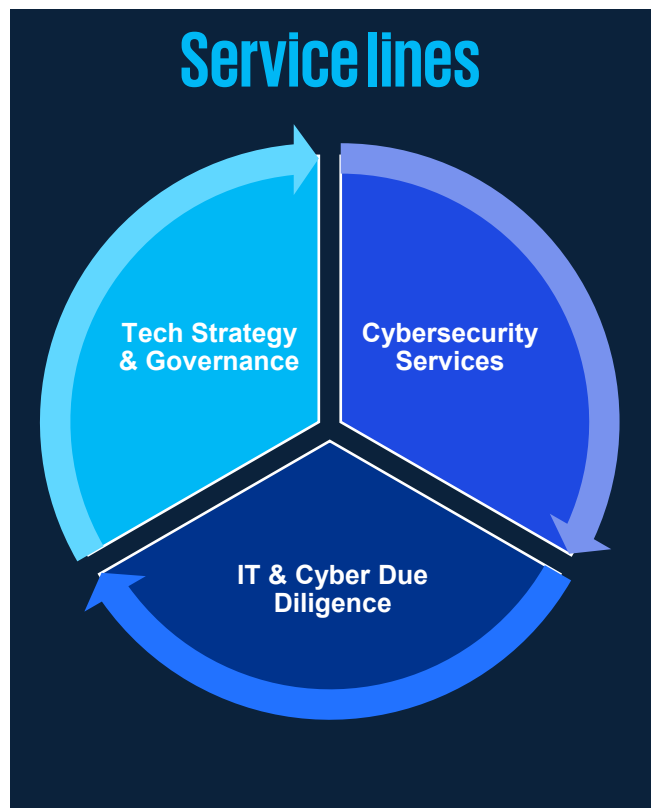 Service lines
Tech Strategy
& Governance
Cybersecurity
Services
IT & Cyber Due
Diligence